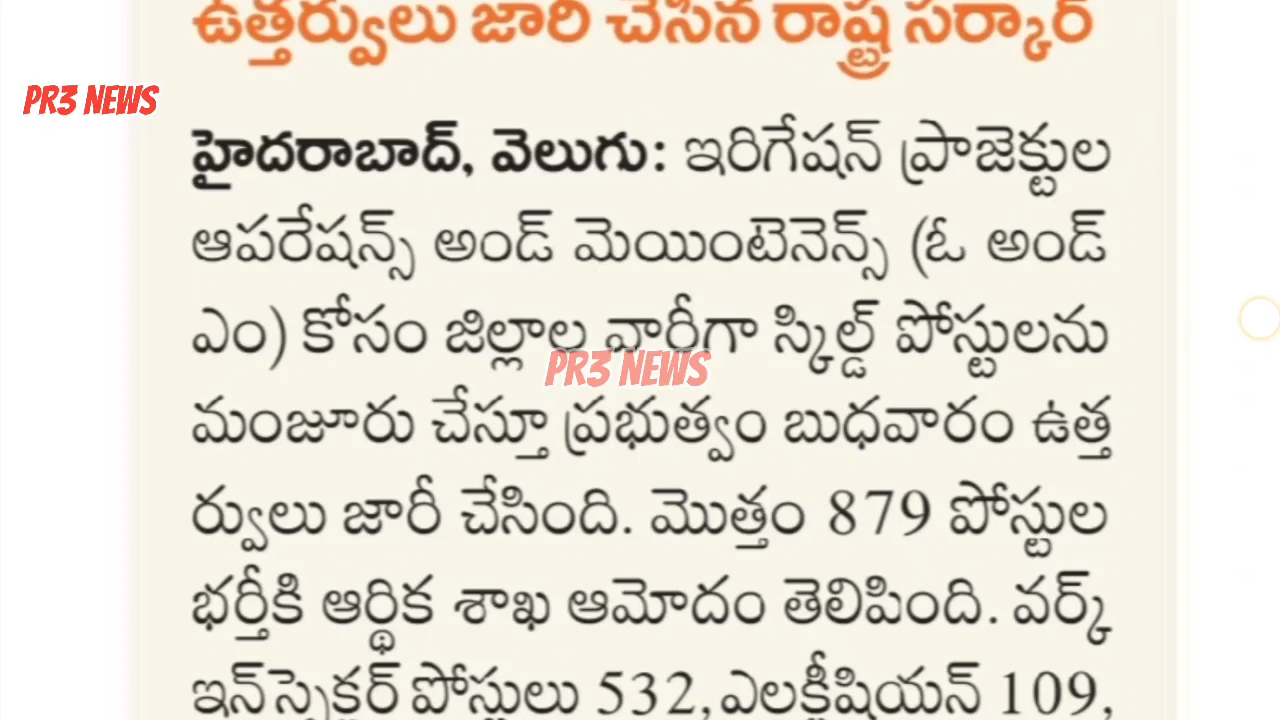 ఉత్తర్వులు జారీ చేసిన రాష్ట్ర సర్కార్
PR3 NEWS
హైదరాబాద్, వెలుగు: ఇరిగేషన్ ప్రాజెక్టుల
ఆపరేషన్స్ అండ్ మెయింటెనెన్స్ (ఓ అండ్
ఎం) కోసం జిల్లాల వారీగా స్కిల్డ్ పోస్టులను
PR3 NEWS
మంజూరు చేస్తూ ప్రభుత్వం బుధవారం ఉత్త
ర్వులు జారీ చేసింది. మొత్తం 879 పోస్టుల
భర్తీకి ఆర్థిక శాఖ ఆమోదం తెలిపింది. వర్క్
ఇన్‌స్పెక్టర్ పోస్టులు 532, ఎలక్ట్రీషియన్ 109,